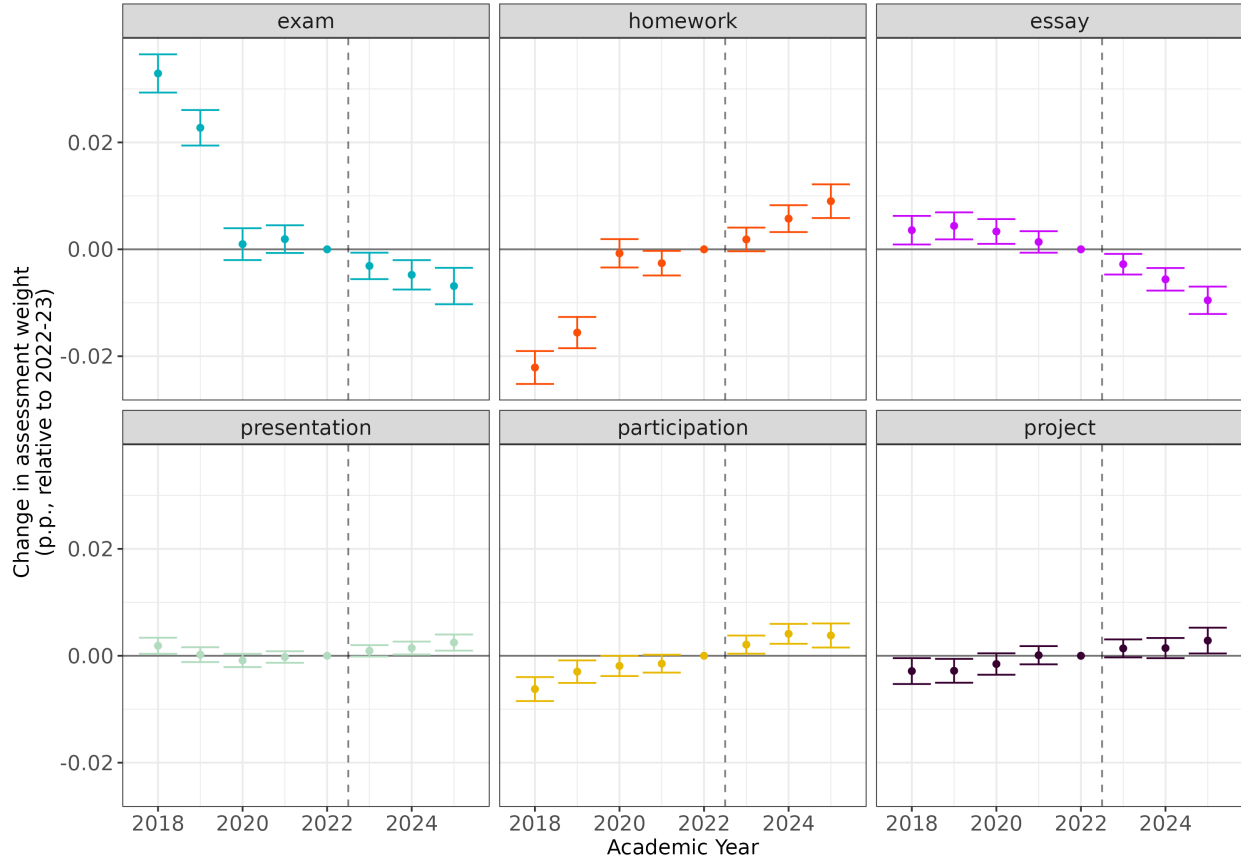 exam
homework
essay
0.02
0.00
-0.02
presentation
participation
project
0.02
0.00
-0.02
Change in assessment weight
(p.p., relative to 2022-23)
2018 2020 2022 2024
2018 2020 2022 2024
2018 2020 2022 2024
Academic Year